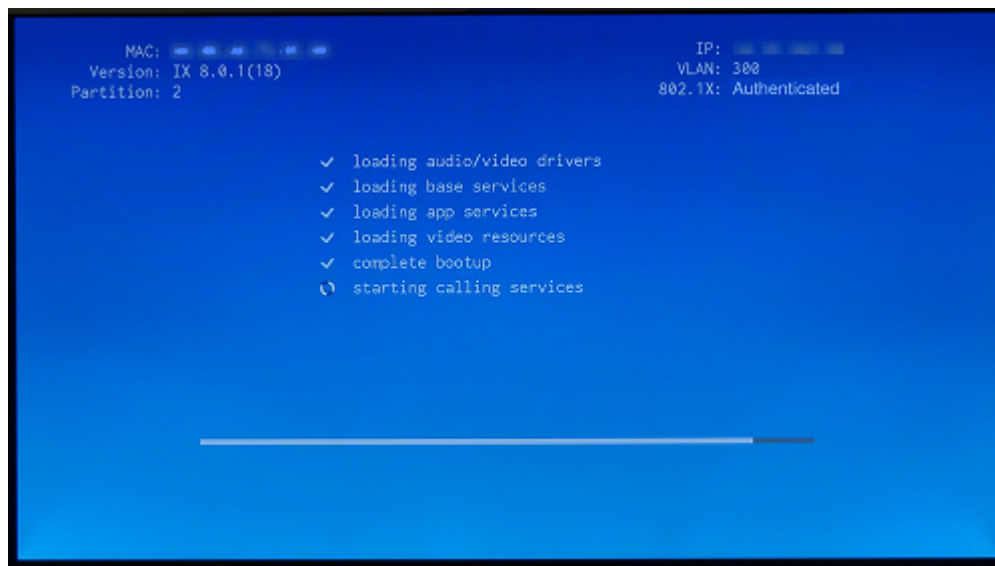 MAC:
Version: IX 8.0.1(18)
Partition: 2
IP:
VLAN: 300
802.1X: Authenticated
loading audio/video drivers
loading base services
loading app services
loading video resources
complete bootup
starting calling services